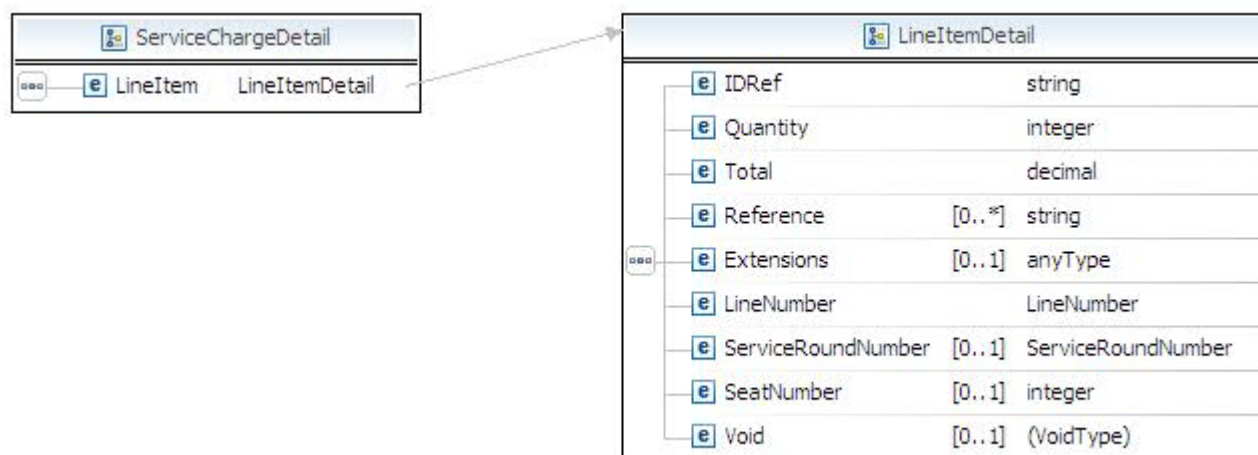 ServiceChargeDetail
e LineItem LineItemDetail
LineItemDetail
e IDRef string
e Quantity integer
e Total decimal
e Reference [0..*] string
e Extensions [0..1] anyType
e LineNumber LineNumber
e ServiceRoundNumber [0..1] ServiceRoundNumber
e SeatNumber [0..1] integer
e Void [0..1] (VoidType)